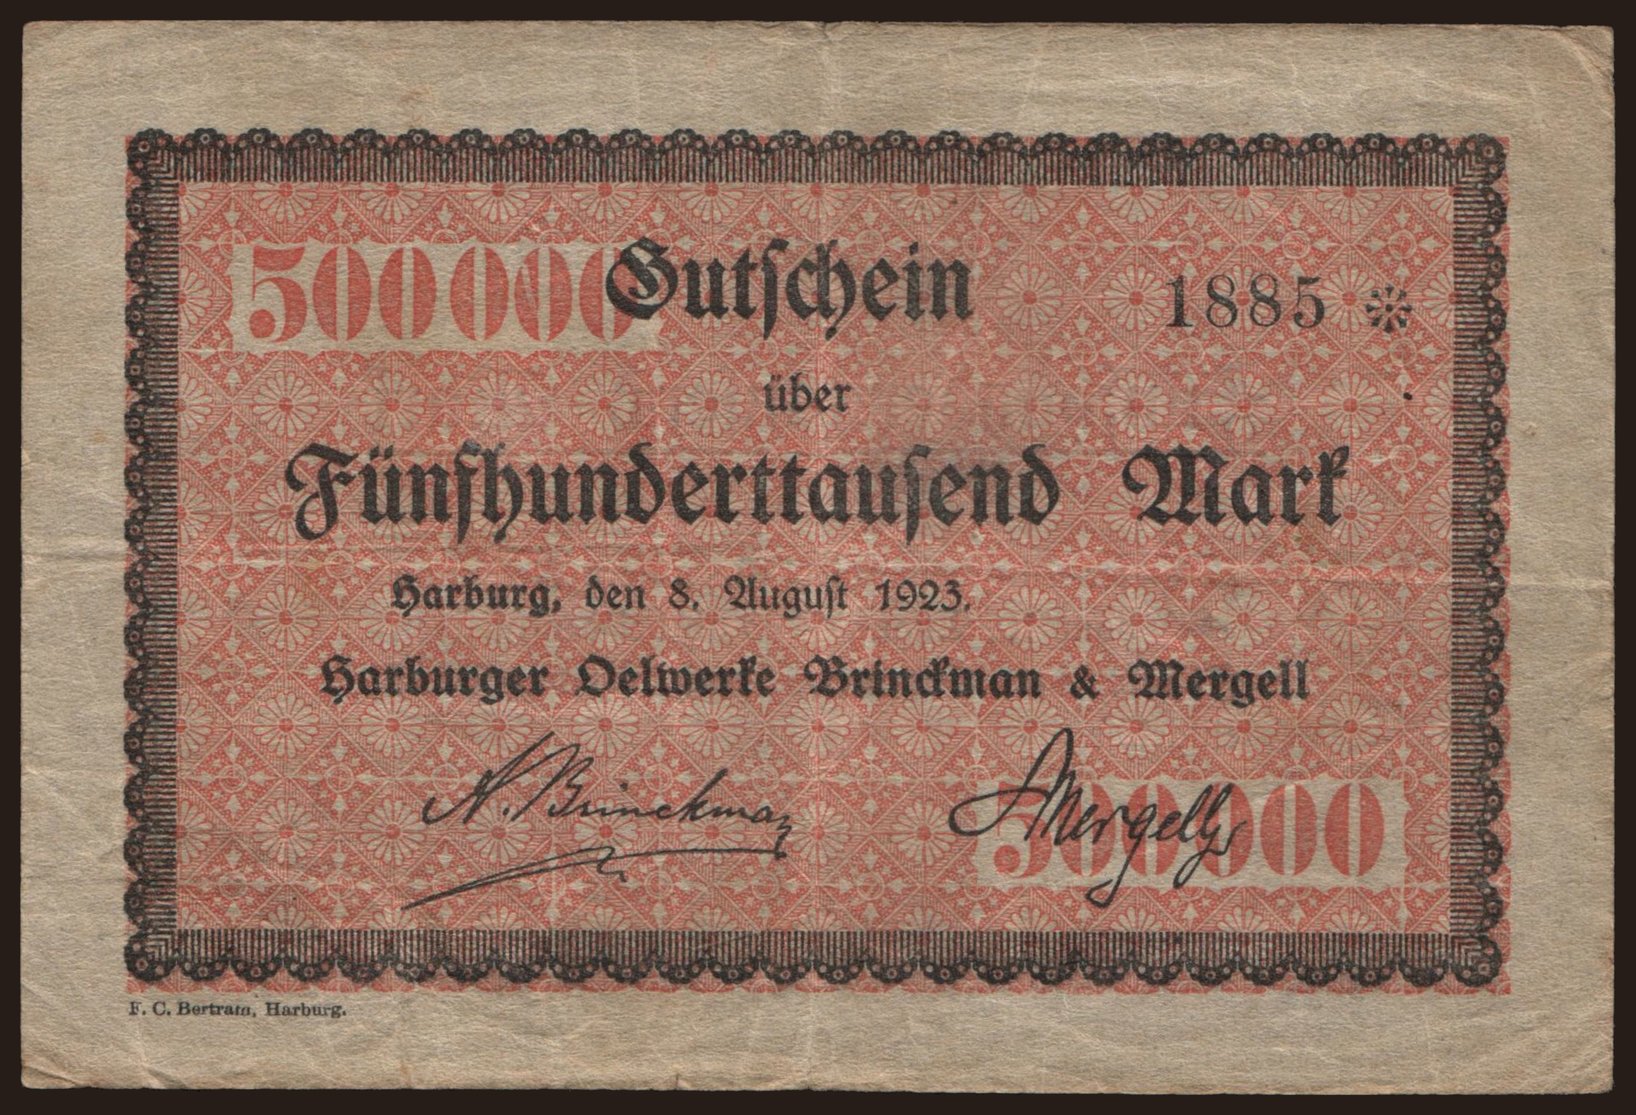 500000 Gutschein 1885 *
über
Fünfhunderttausend Mark
Harburg, den 8. August 1923.
Harburger Oelwerke Brinckman & Mergell
N. Brinckman Mergell
500000
F. C. Bertram, Harburg.